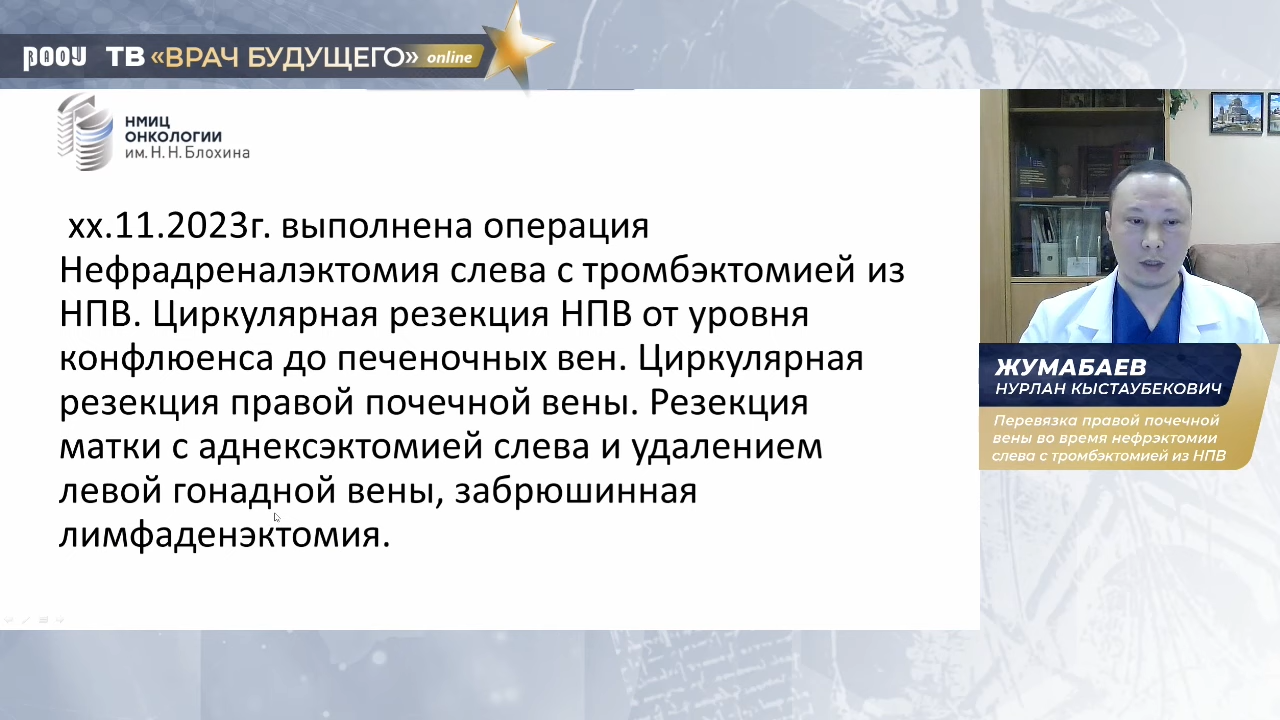 РООУ ТВ «ВРАЧ БУДУЩЕГО» online
НМИЦ
ОНКОЛОГИИ
им. Н. Н. Блохина
хх.11.2023г. выполнена операция
Нефрадреналэктомия слева с тромбэктомией из
НПВ. Циркулярная резекция НПВ от уровня
конфлюенса до печеночных вен. Циркулярная
резекция правой почечной вены. Резекция
матки с аднексэктомией слева и удалением
левой гонадной вены, забрюшинная
лимфаденэктомия.
ЖУМАБАЕВ
НУРЛАН КЫСТАУБЕКОВИЧ
Перевязка правой почечной
вены во время нефрэктомии
слева с тромбэктомией из НПВ